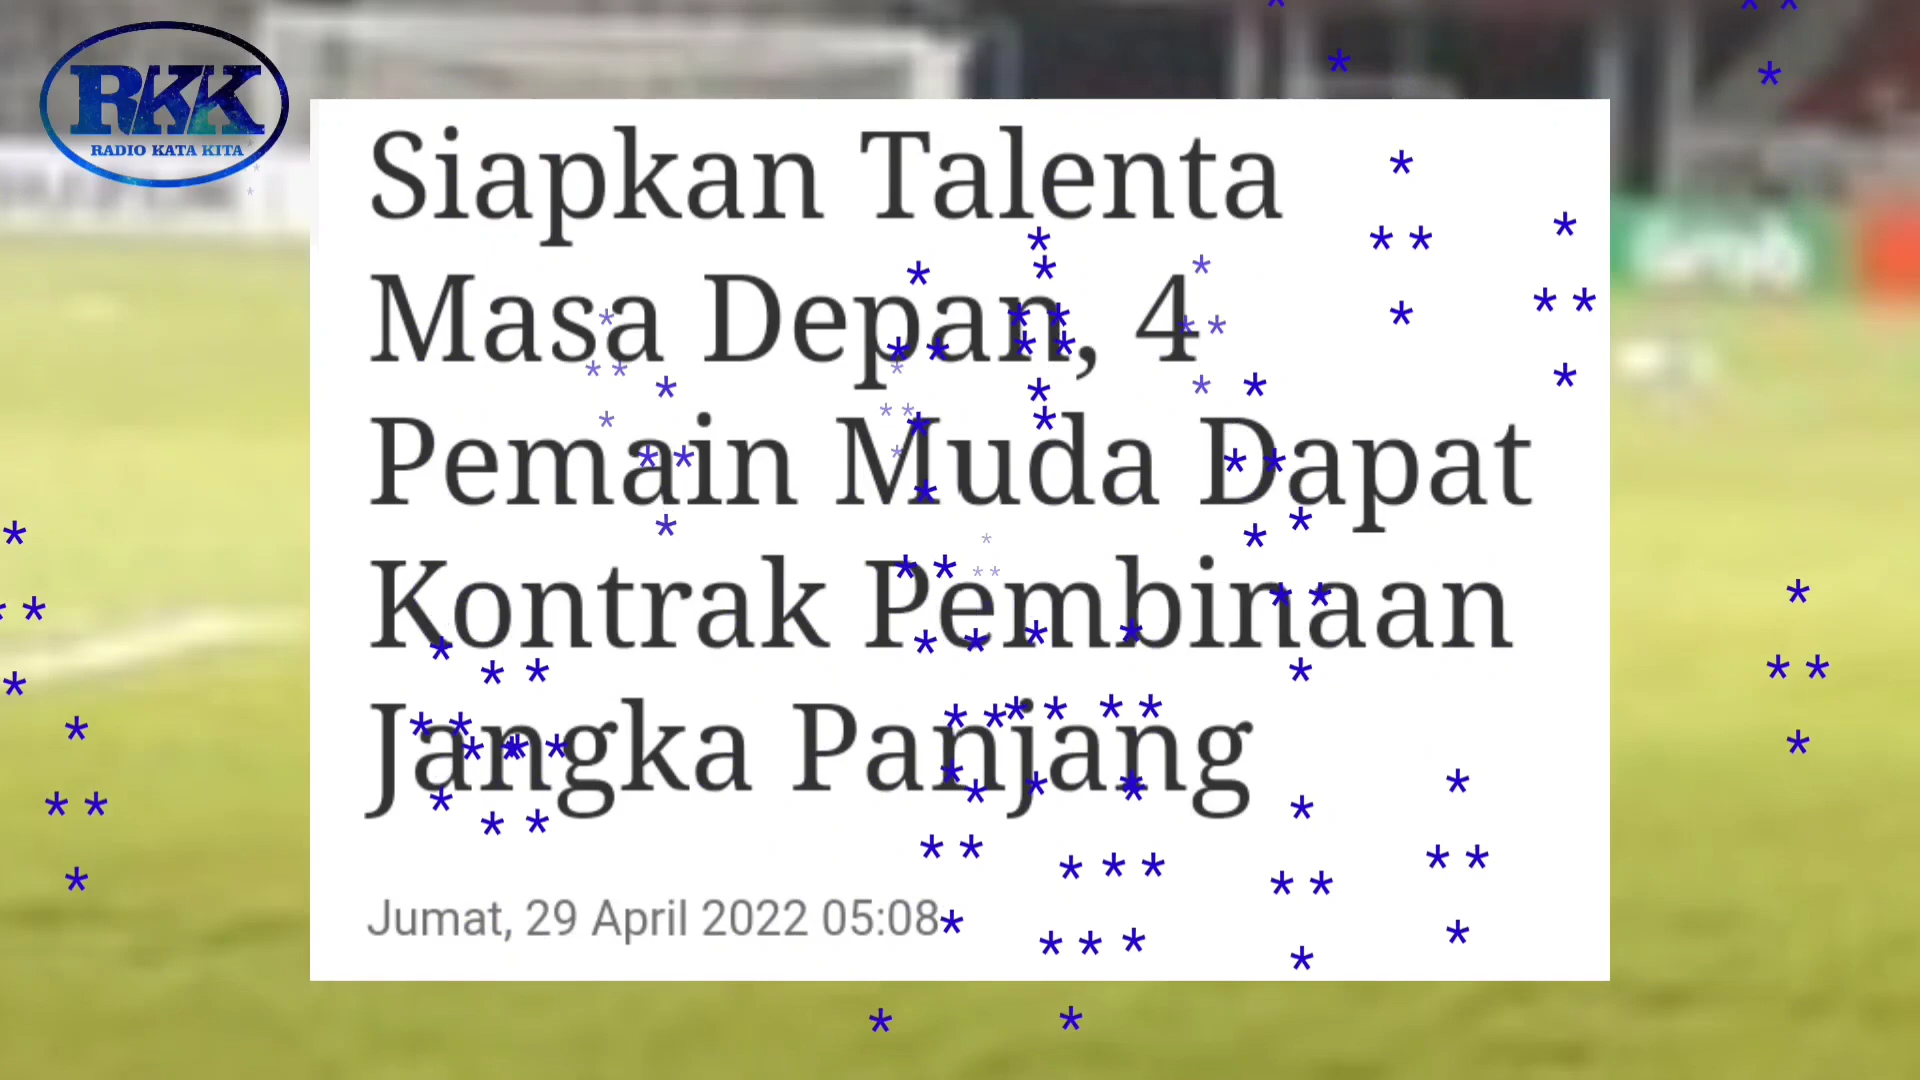 RKK
RADIO KATA KITA
Siapkan Talenta
Masa Depan, 4
Pemain Muda Dapat
Kontrak Pembinaan
Jangka Panjang
Jumat, 29 April 2022 05:08